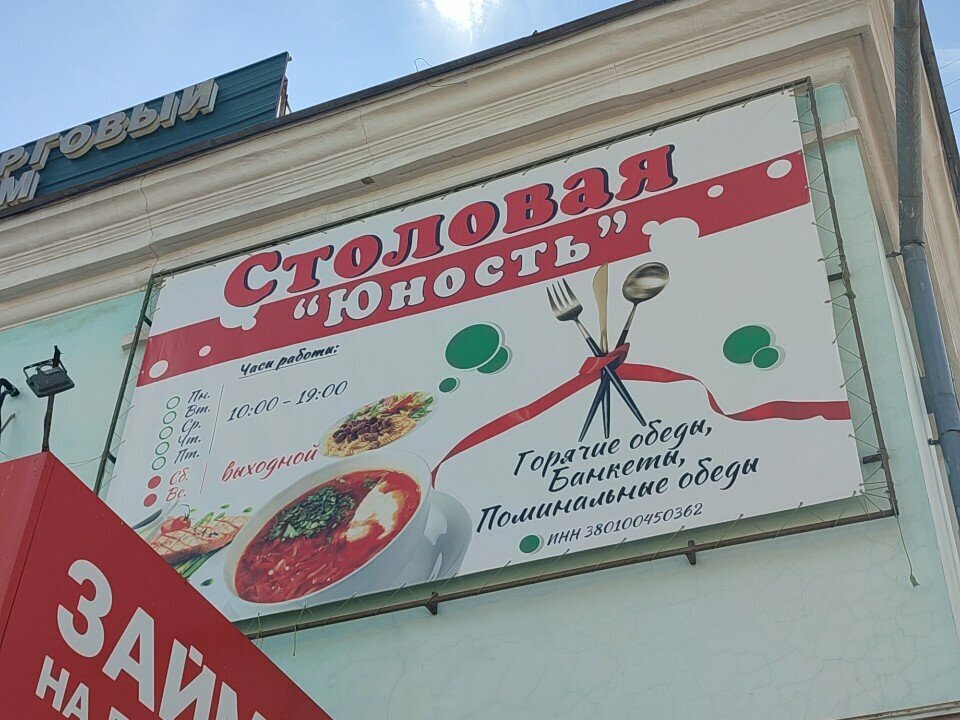 Столовая
“Юность”
Часы работы:
Пн.
Вт.
Ср.
Чт.
Пт.
10:00 – 19:00
Сб.
Вс.
выходной
Горячие обеды,
Банкеты,
Поминальные обеды
ИНН 380100450362
РГОВЫЙ
М
ЗАЙМ
НА